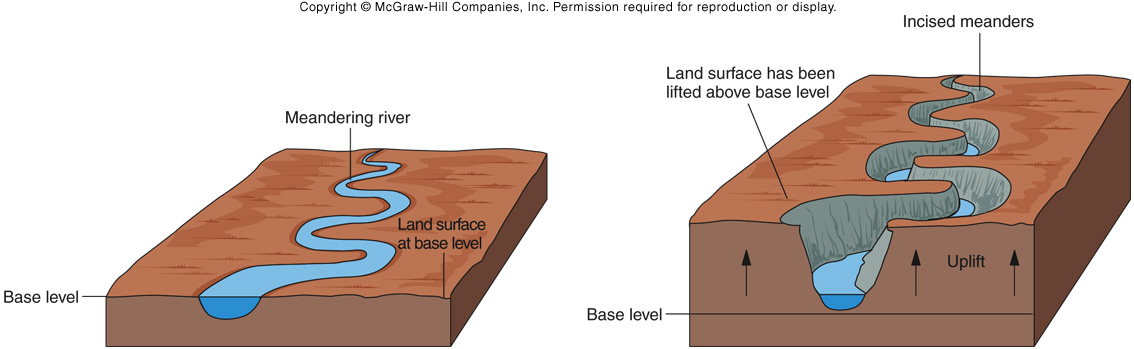 Copyright © McGraw-Hill Companies, Inc. Permission required for reproduction or display.
Meandering river
Land surface
at base level
Base level
Incised meanders
Land surface has been
lifted above base level
Uplift
Base level